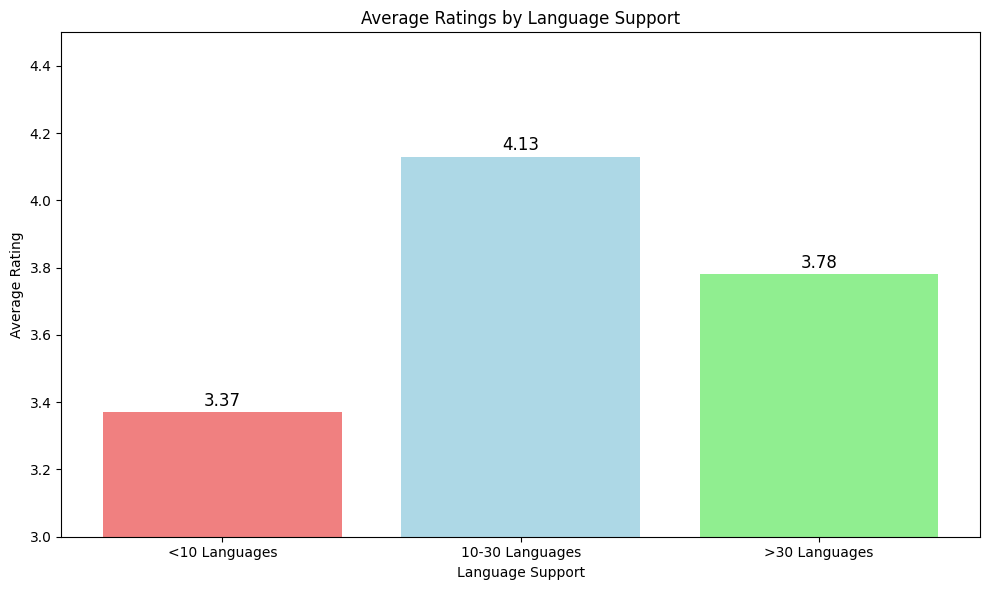 Average Ratings by Language Support
4.4
4.2
4.0
3.8
3.6
3.4
3.2
3.0
Average Rating
3.37
4.13
3.78
<10 Languages
10-30 Languages
>30 Languages
Language Support